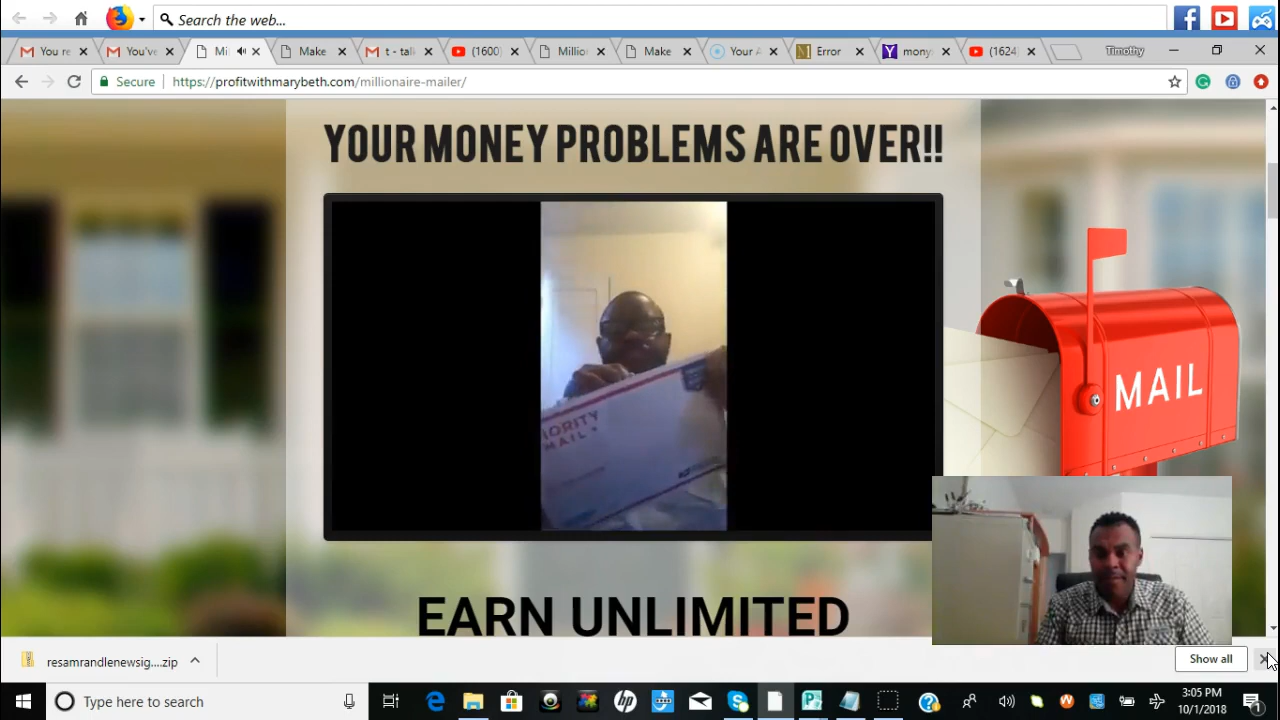 Search the web...
You re
You've
Mi
Make
t - tal
(1600)
Millio
Make
Your A
Error
mony
(1624)
Timothy
Secure
https://profitwithmarybeth.com/millionaire-mailer/
YOUR MONEY PROBLEMS ARE OVER!!
IORITY
MAIL
MAIL
EARN UNLIMITED
resamrandlenewsig....zip
Show all
Type here to search
3:05 PM
10/1/2018
1